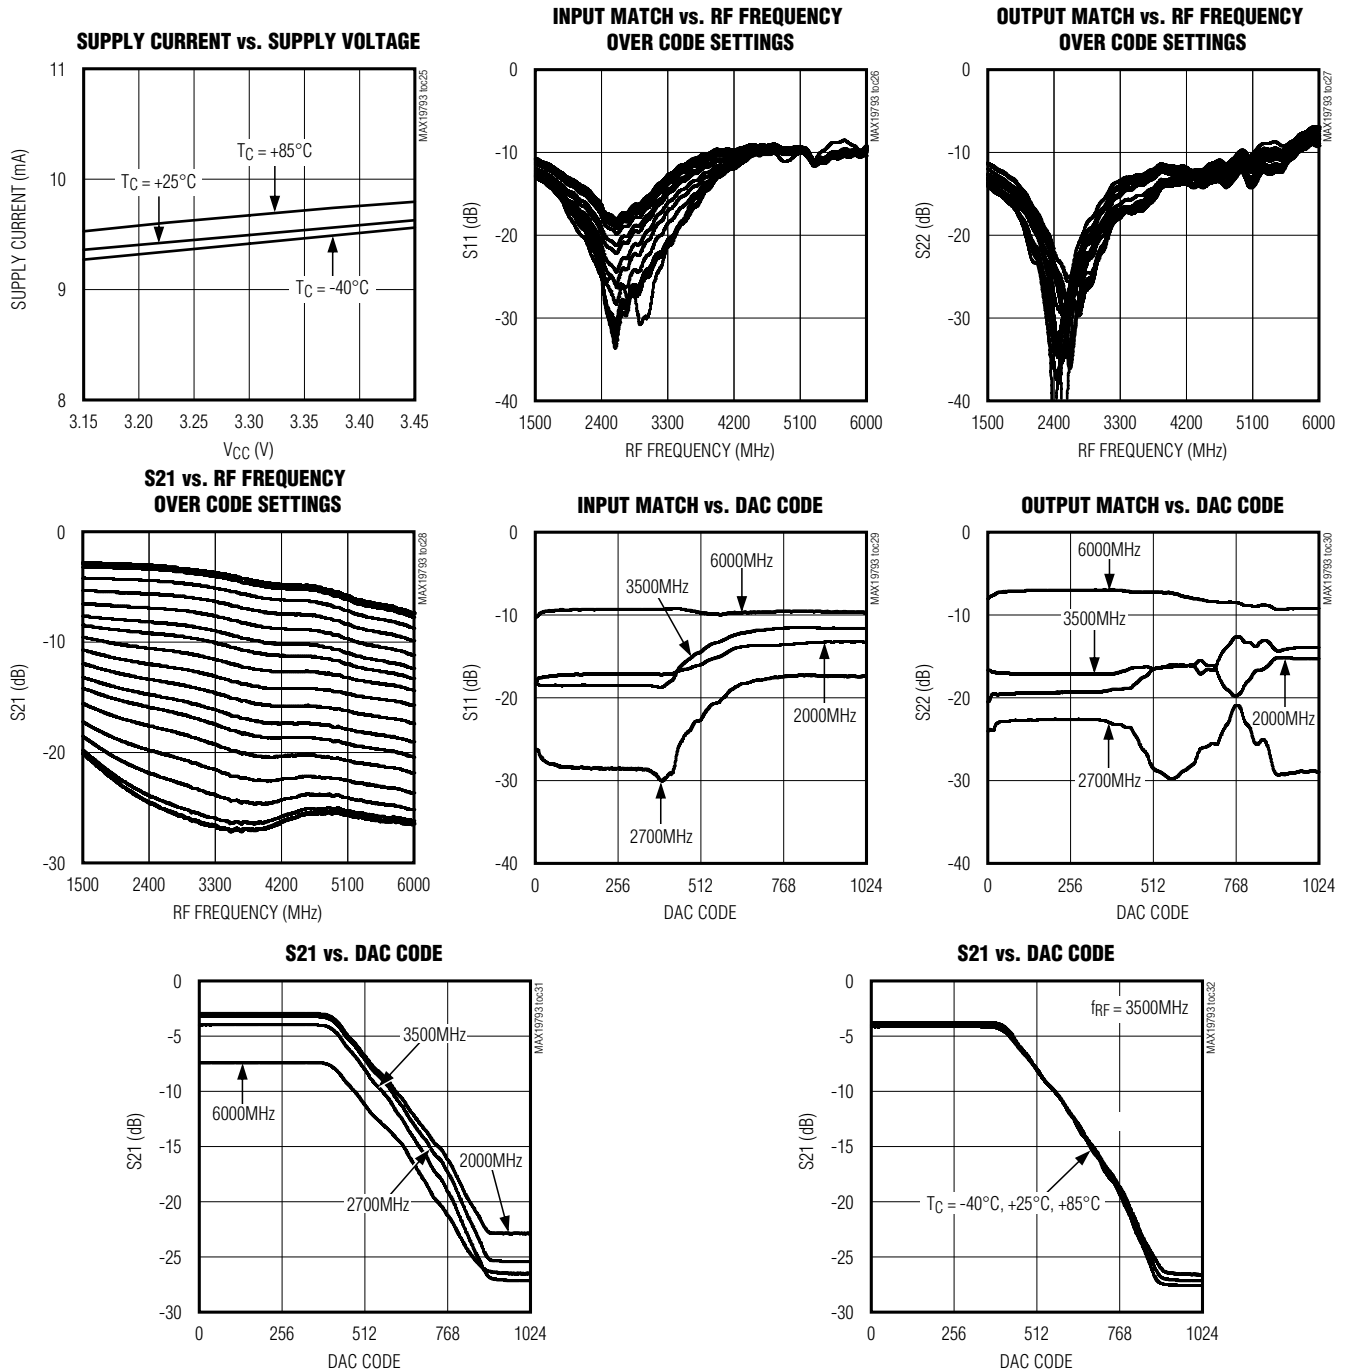 SUPPLY CURRENT vs. SUPPLY VOLTAGE
11
10
9
8
SUPPLY CURRENT (mA)
TC = +85°C
TC = +25°C
TC = -40°C
3.15 3.20 3.25 3.30 3.35 3.40 3.45
VCC (V)
MAX19793 toc25
INPUT MATCH vs. RF FREQUENCY
OVER CODE SETTINGS
0
-10
-20
-30
-40
S11 (dB)
1500 2400 3300 4200 5100 6000
RF FREQUENCY (MHz)
MAX19793 toc26
OUTPUT MATCH vs. RF FREQUENCY
OVER CODE SETTINGS
0
-10
-20
-30
-40
S22 (dB)
1500 2400 3300 4200 5100 6000
RF FREQUENCY (MHz)
MAX19793 toc27
S21 vs. RF FREQUENCY
OVER CODE SETTINGS
0
-10
-20
-30
S21 (dB)
1500 2400 3300 4200 5100 6000
RF FREQUENCY (MHz)
MAX19793 toc28
INPUT MATCH vs. DAC CODE
0
-10
-20
-30
-40
S11 (dB)
6000MHz
3500MHz
2000MHz
2700MHz
0 256 512 768 1024
DAC CODE
MAX19793 toc29
OUTPUT MATCH vs. DAC CODE
0
-10
-20
-30
-40
S22 (dB)
6000MHz
3500MHz
2000MHz
2700MHz
0 256 512 768 1024
DAC CODE
MAX19793 toc30
S21 vs. DAC CODE
0
-5
-10
-15
-20
-25
-30
S21 (dB)
3500MHz
6000MHz
2000MHz
2700MHz
0 256 512 768 1024
DAC CODE
MAX19793 toc31
S21 vs. DAC CODE
0
-5
-10
-15
-20
-25
-30
S21 (dB)
fRF = 3500MHz
TC = -40°C, +25°C, +85°C
0 256 512 768 1024
DAC CODE
MAX19793 toc32